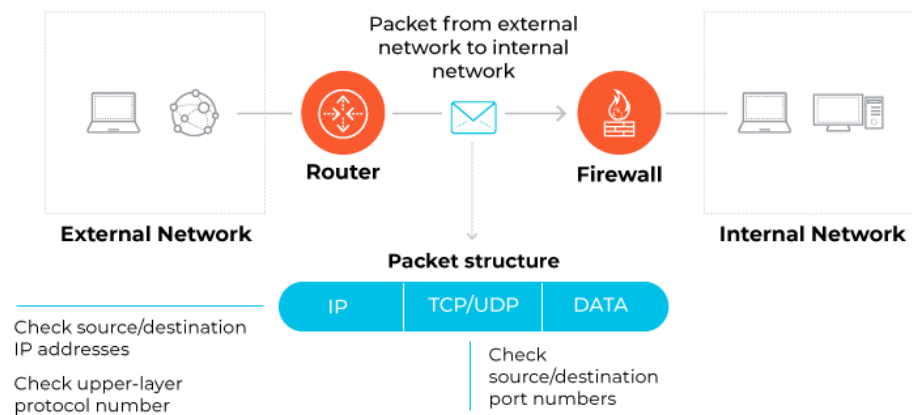 Packet from external
network to internal
network
Router
Firewall
External Network
Internal Network
Packet structure
IP
TCP/UDP
DATA
Check source/destination
IP addresses
Check upper-layer
protocol number
Check
source/destination
port numbers